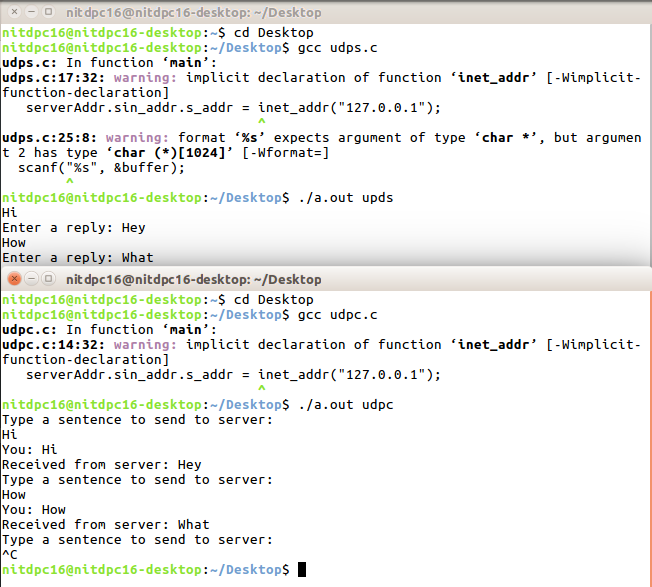 nitdpc16@nitdpc16-desktop: ~/Desktop
nitdpc16@nitdpc16-desktop:~$ cd Desktop
nitdpc16@nitdpc16-desktop:~/Desktop$ gcc udps.c
udps.c: In function ‘main’:
udps.c:17:32: warning: implicit declaration of function ‘inet_addr’ [-Wimplicit-
function-declaration]
   serverAddr.sin_addr.s_addr = inet_addr("127.0.0.1");
                                ^
udps.c:25:8: warning: format ‘%s’ expects argument of type ‘char *’, but argumen
t 2 has type ‘char (*)[1024]’ [-Wformat=]
  scanf("%s", &buffer);
        ^
nitdpc16@nitdpc16-desktop:~/Desktop$ ./a.out upds
Hi
Enter a reply: Hey
How
Enter a reply: What
nitdpc16@nitdpc16-desktop: ~/Desktop
nitdpc16@nitdpc16-desktop:~$ cd Desktop
nitdpc16@nitdpc16-desktop:~/Desktop$ gcc udpc.c
udpc.c: In function ‘main’:
udpc.c:14:32: warning: implicit declaration of function ‘inet_addr’ [-Wimplicit-
function-declaration]
   serverAddr.sin_addr.s_addr = inet_addr("127.0.0.1");
                                ^
nitdpc16@nitdpc16-desktop:~/Desktop$ ./a.out udpc
Type a sentence to send to server:
Hi
You: Hi
Received from server: Hey
Type a sentence to send to server:
How
You: How
Received from server: What
Type a sentence to send to server:
^C
nitdpc16@nitdpc16-desktop:~/Desktop$